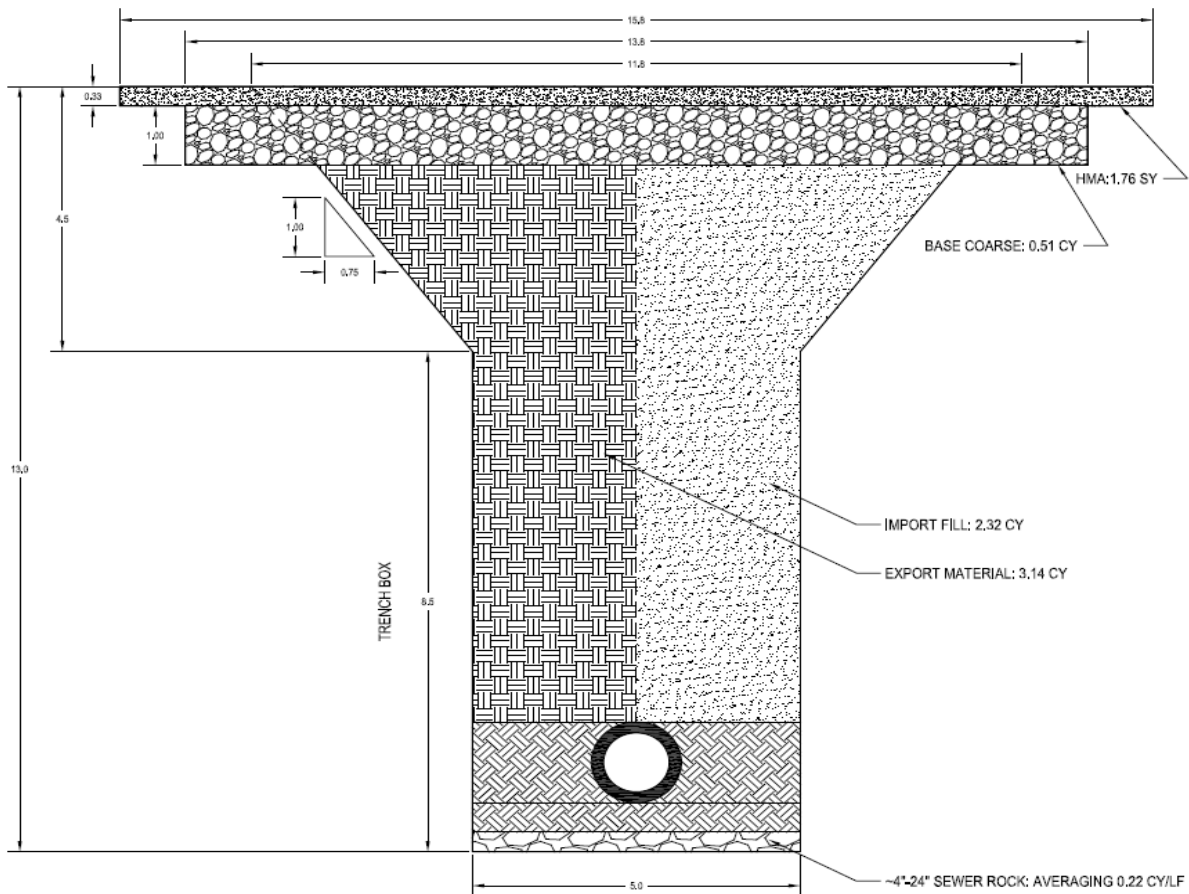 15.8
13.8
11.8
0.33
1.00
HMA:1.76 SY
4.5
1.00
BASE COARSE: 0.51 CY
0.75
13.0
IMPORT FILL: 2.32 CY
EXPORT MATERIAL: 3.14 CY
TRENCH BOX
8.5
~4"-24" SEWER ROCK: AVERAGING 0.22 CY/LF
5.0